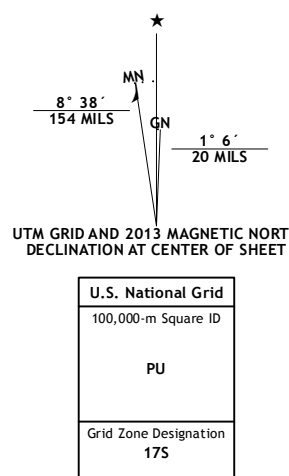 ★
MN
GN
8° 38´
154 MILS
1° 6´
20 MILS
UTM GRID AND 2013 MAGNETIC NORT
DECLINATION AT CENTER OF SHEET
U.S. National Grid
100,000-m Square ID
PU
Grid Zone Designation
17S